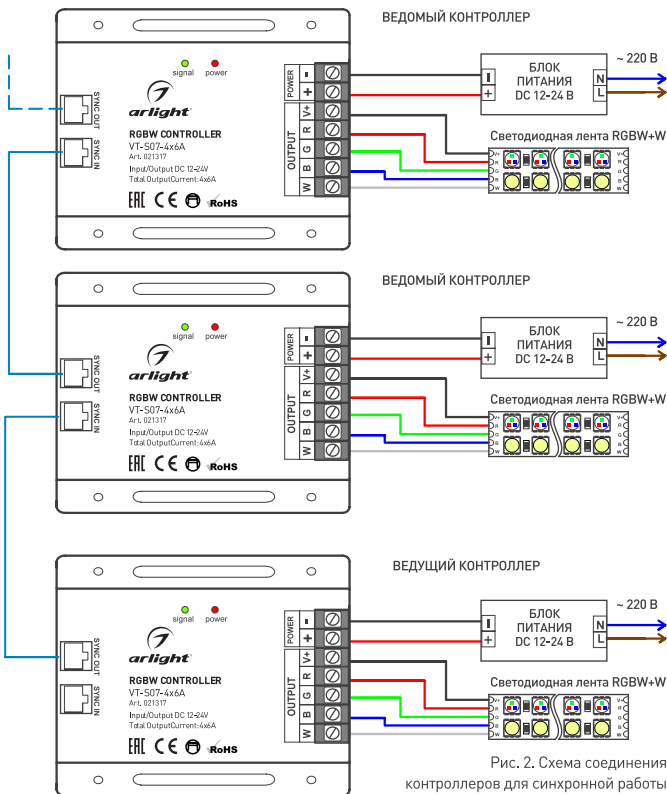 ВЕДОМЫЙ КОНТРОЛЛЕР
signal power
SYNC OUT
SYNC IN
arlight
RGBW CONTROLLER
VT-S07-4x6A
Art. 021317
Input/Output DC 12-24V
Total OutputCurrent:4x6A
EAC CE RoHS
POWER
- +
OUTPUT
V+ R G B W
БЛОК
ПИТАНИЯ
DC 12-24 В
- +
N
L
~ 220 В
Светодиодная лента RGBW+W
V+ R G B W
V+ R G B W
ВЕДОМЫЙ КОНТРОЛЛЕР
signal power
SYNC OUT
SYNC IN
arlight
RGBW CONTROLLER
VT-S07-4x6A
Art. 021317
Input/Output DC 12-24V
Total OutputCurrent:4x6A
EAC CE RoHS
POWER
- +
OUTPUT
V+ R G B W
БЛОК
ПИТАНИЯ
DC 12-24 В
- +
N
L
~ 220 В
Светодиодная лента RGBW+W
V+ R G B W
V+ R G B W
ВЕДУЩИЙ КОНТРОЛЛЕР
signal power
SYNC OUT
SYNC IN
arlight
RGBW CONTROLLER
VT-S07-4x6A
Art. 021317
Input/Output DC 12-24V
Total OutputCurrent:4x6A
EAC CE RoHS
POWER
- +
OUTPUT
V+ R G B W
БЛОК
ПИТАНИЯ
DC 12-24 В
- +
N
L
~ 220 В
Светодиодная лента RGBW+W
V+ R G B W
V+ R G B W
Рис. 2. Схема соединения
контроллеров для синхронной работы